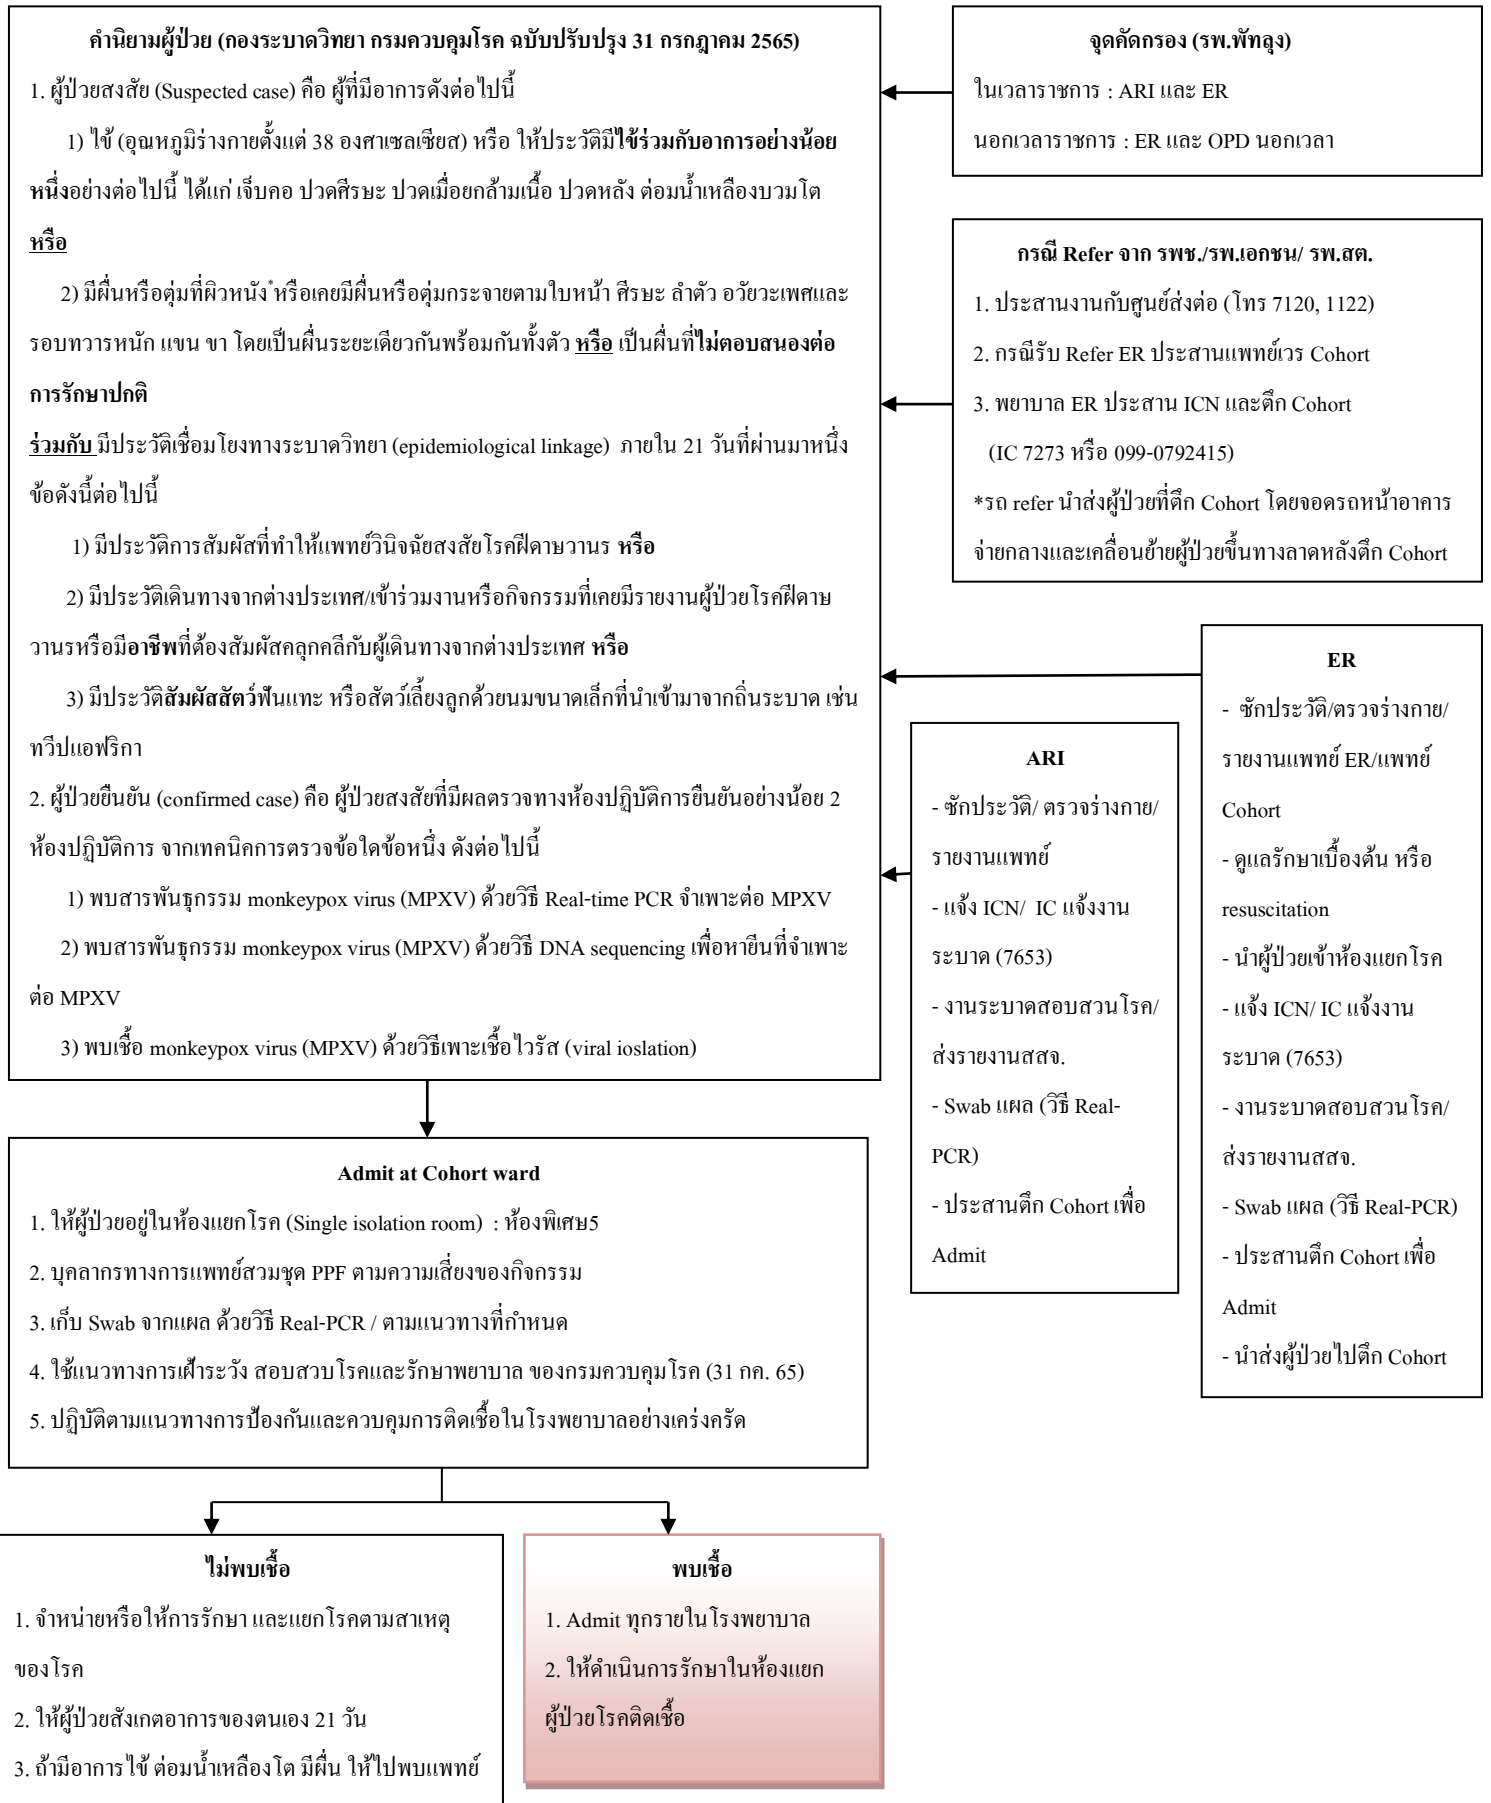 คำนิยามผู้ป่วย (กองระบาดวิทยา กรมควบคุมโรค ฉบับปรับปรุง 31 กรกฎาคม 2565)
1. ผู้ป่วยสงสัย (Suspected case) คือ ผู้ที่มีอาการดังต่อไปนี้
1) ไข้ (อุณหภูมิร่างกายตั้งแต่ 38 องศาเซลเซียส) หรือ ให้ประวัติมีไข้ร่วมกับอาการอย่างน้อย
หนึ่งอย่างต่อไปนี้ ได้แก่ เจ็บคอ ปวดศีรษะ ปวดเมื่อยกล้ามเนื้อ ปวดหลัง ต่อมน้ำเหลืองบวมโต
หรือ
2) มีผื่นหรือตุ่มที่ผิวหนัง*หรือเคยมีผื่นหรือตุ่มกระจายตามใบหน้า ศีรษะ ลำตัว อวัยวะเพศและ
รอบทวารหนัก แขน ขา โดยเป็นผื่นระยะเดียวกันพร้อมกันทั้งตัว หรือ เป็นผื่นที่ไม่ตอบสนองต่อ
การรักษาปกติ
ร่วมกับ มีประวัติเชื่อมโยงทางระบาดวิทยา (epidemiological linkage) ภายใน 21 วันที่ผ่านมาหนึ่ง
ข้อดังนี้ต่อไปนี้
1) มีประวัติการสัมผัสที่ทำให้แพทย์วินิจฉัยสงสัยโรคฝีดาษวานร หรือ
2) มีประวัติเดินทางจากต่างประเทศ/เข้าร่วมงานหรือกิจกรรมที่เคยมีรายงานผู้ป่วยโรคฝีดาษ
วานรหรือมีอาชีพที่ต้องสัมผัสคลุกคลีกับผู้เดินทางจากต่างประเทศ หรือ
3) มีประวัติสัมผัสสัตว์ฟันแทะ หรือสัตว์เลี้ยงลูกด้วยนมขนาดเล็กที่นำเข้ามาจากถิ่นระบาด เช่น
ทวีปแอฟริกา
2. ผู้ป่วยยืนยัน (confirmed case) คือ ผู้ป่วยสงสัยที่มีผลตรวจทางห้องปฏิบัติการยืนยันอย่างน้อย 2
ห้องปฏิบัติการ จากเทคนิคการตรวจข้อใดข้อหนึ่ง ดังต่อไปนี้
1) พบสารพันธุกรรม monkeypox virus (MPXV) ด้วยวิธี Real-time PCR จำเพาะต่อ MPXV
2) พบสารพันธุกรรม monkeypox virus (MPXV) ด้วยวิธี DNA sequencing เพื่อหายีนที่จำเพาะ
ต่อ MPXV
3) พบเชื้อ monkeypox virus (MPXV) ด้วยวิธีเพาะเชื้อไวรัส (viral ioslation)
จุดคัดกรอง (รพ.พัทลุง)
ในเวลาราชการ : ARI และ ER
นอกเวลาราชการ : ER และ OPD นอกเวลา
กรณี Refer จาก รพช./รพ.เอกชน/ รพ.สต.
1. ประสานงานกับศูนย์ส่งต่อ (โทร 7120, 1122)
2. กรณีรับ Refer ER ประสานแพทย์เวร Cohort
3. พยาบาล ER ประสาน ICN และตึก Cohort
(IC 7273 หรือ 099-0792415)
*รถ refer นำส่งผู้ป่วยที่ตึก Cohort โดยจอดรถหน้าอาคาร
จ่ายกลางและเคลื่อนย้ายผู้ป่วยขึ้นทางลาดหลังตึก Cohort
ARI
- ซักประวัติ/ ตรวจร่างกาย/
รายงานแพทย์
- แจ้ง ICN/ IC แจ้งงาน
ระบาด (7653)
- งานระบาดสอบสวนโรค/
ส่งรายงานสสจ.
- Swab แผล (วิธี Real-
PCR)
- ประสานตึก Cohort เพื่อ
Admit
ER
- ซักประวัติ/ตรวจร่างกาย/
รายงานแพทย์ ER/แพทย์
Cohort
- ดูแลรักษาเบื้องต้น หรือ
resuscitation
- นำผู้ป่วยเข้าห้องแยกโรค
- แจ้ง ICN/ IC แจ้งงาน
ระบาด (7653)
- งานระบาดสอบสวนโรค/
ส่งรายงานสสจ.
- Swab แผล (วิธี Real-PCR)
- ประสานตึก Cohort เพื่อ
Admit
- นำส่งผู้ป่วยไปตึก Cohort
Admit at Cohort ward
1. ให้ผู้ป่วยอยู่ในห้องแยกโรค (Single isolation room) : ห้องพิเศษ5
2. บุคลากรทางการแพทย์สวมชุด PPF ตามความเสี่ยงของกิจกรรม
3. เก็บ Swab จากแผล ด้วยวิธี Real-PCR / ตามแนวทางที่กำหนด
4. ใช้แนวทางการเฝ้าระวัง สอบสวบโรคและรักษาพยาบาล ของกรมควบคุมโรค (31 กค. 65)
5. ปฏิบัติตามแนวทางการป้องกันและควบคุมการติดเชื้อในโรงพยาบาลอย่างเคร่งครัด
ไม่พบเชื้อ
1. จำหน่ายหรือให้การรักษา และแยกโรคตามสาเหตุ
ของโรค
2. ให้ผู้ป่วยสังเกตอาการของตนเอง 21 วัน
3. ถ้ามีอาการไข้ ต่อมน้ำเหลืองโต มีผื่น ให้ไปพบแพทย์
พบเชื้อ
1. Admit ทุกรายในโรงพยาบาล
2. ให้ดำเนินการรักษาในห้องแยก
ผู้ป่วยโรคติดเชื้อ